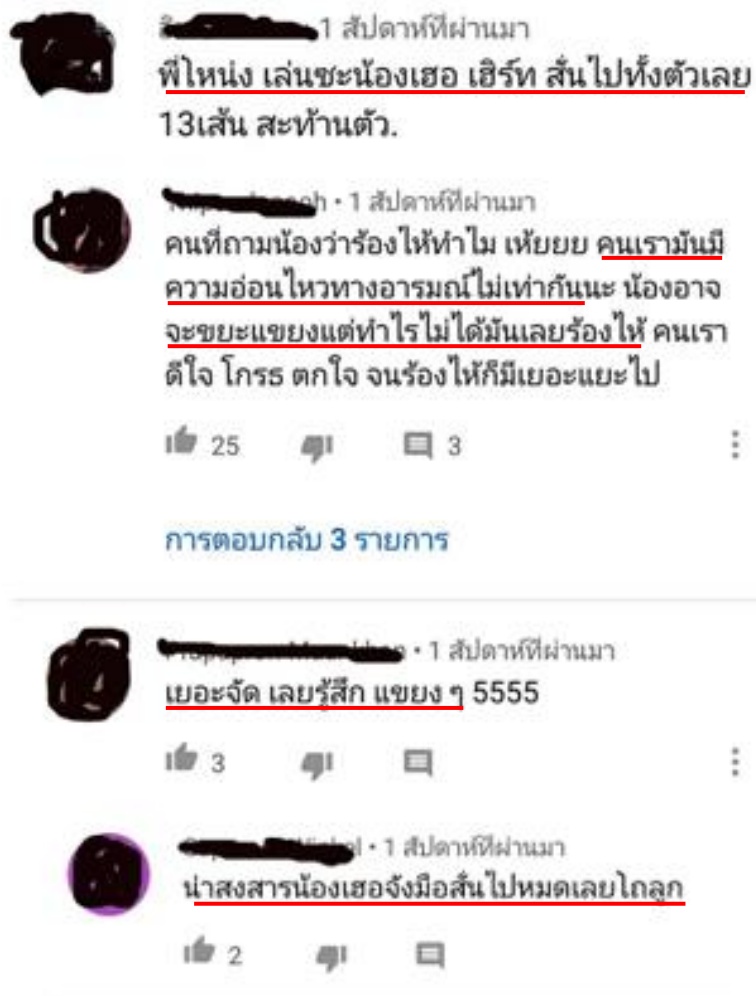 1 สัปดาห์ที่ผ่านมา
พี่โหน่ง เล่นซะน้องเฮอ เฮิร์ท สั่นไปทั้งตัวเลย
13เส้น สะท้านตัว.
• 1 สัปดาห์ที่ผ่านมา
คนที่ถามน้องว่าร้องไห้ทำไม เห้ยยย คนเรามันมี
ความอ่อนไหวทางอารมณ์ไม่เท่ากันนะ น้องอาจ
จะขยะแขยงแต่ทำไรไม่ได้มันเลยร้องไห้ คนเรา
ดีใจ โกรธ ตกใจ จนร้องไห้ก็มีเยอะแยะไป
25 3
การตอบกลับ 3 รายการ
• 1 สัปดาห์ที่ผ่านมา
เยอะจัด เลยรู้สึก แขยง ๆ 5555
3
• 1 สัปดาห์ที่ผ่านมา
น่าสงสารน้องเฮอจังมือสั่นไปหมดเลยโถลูก
2